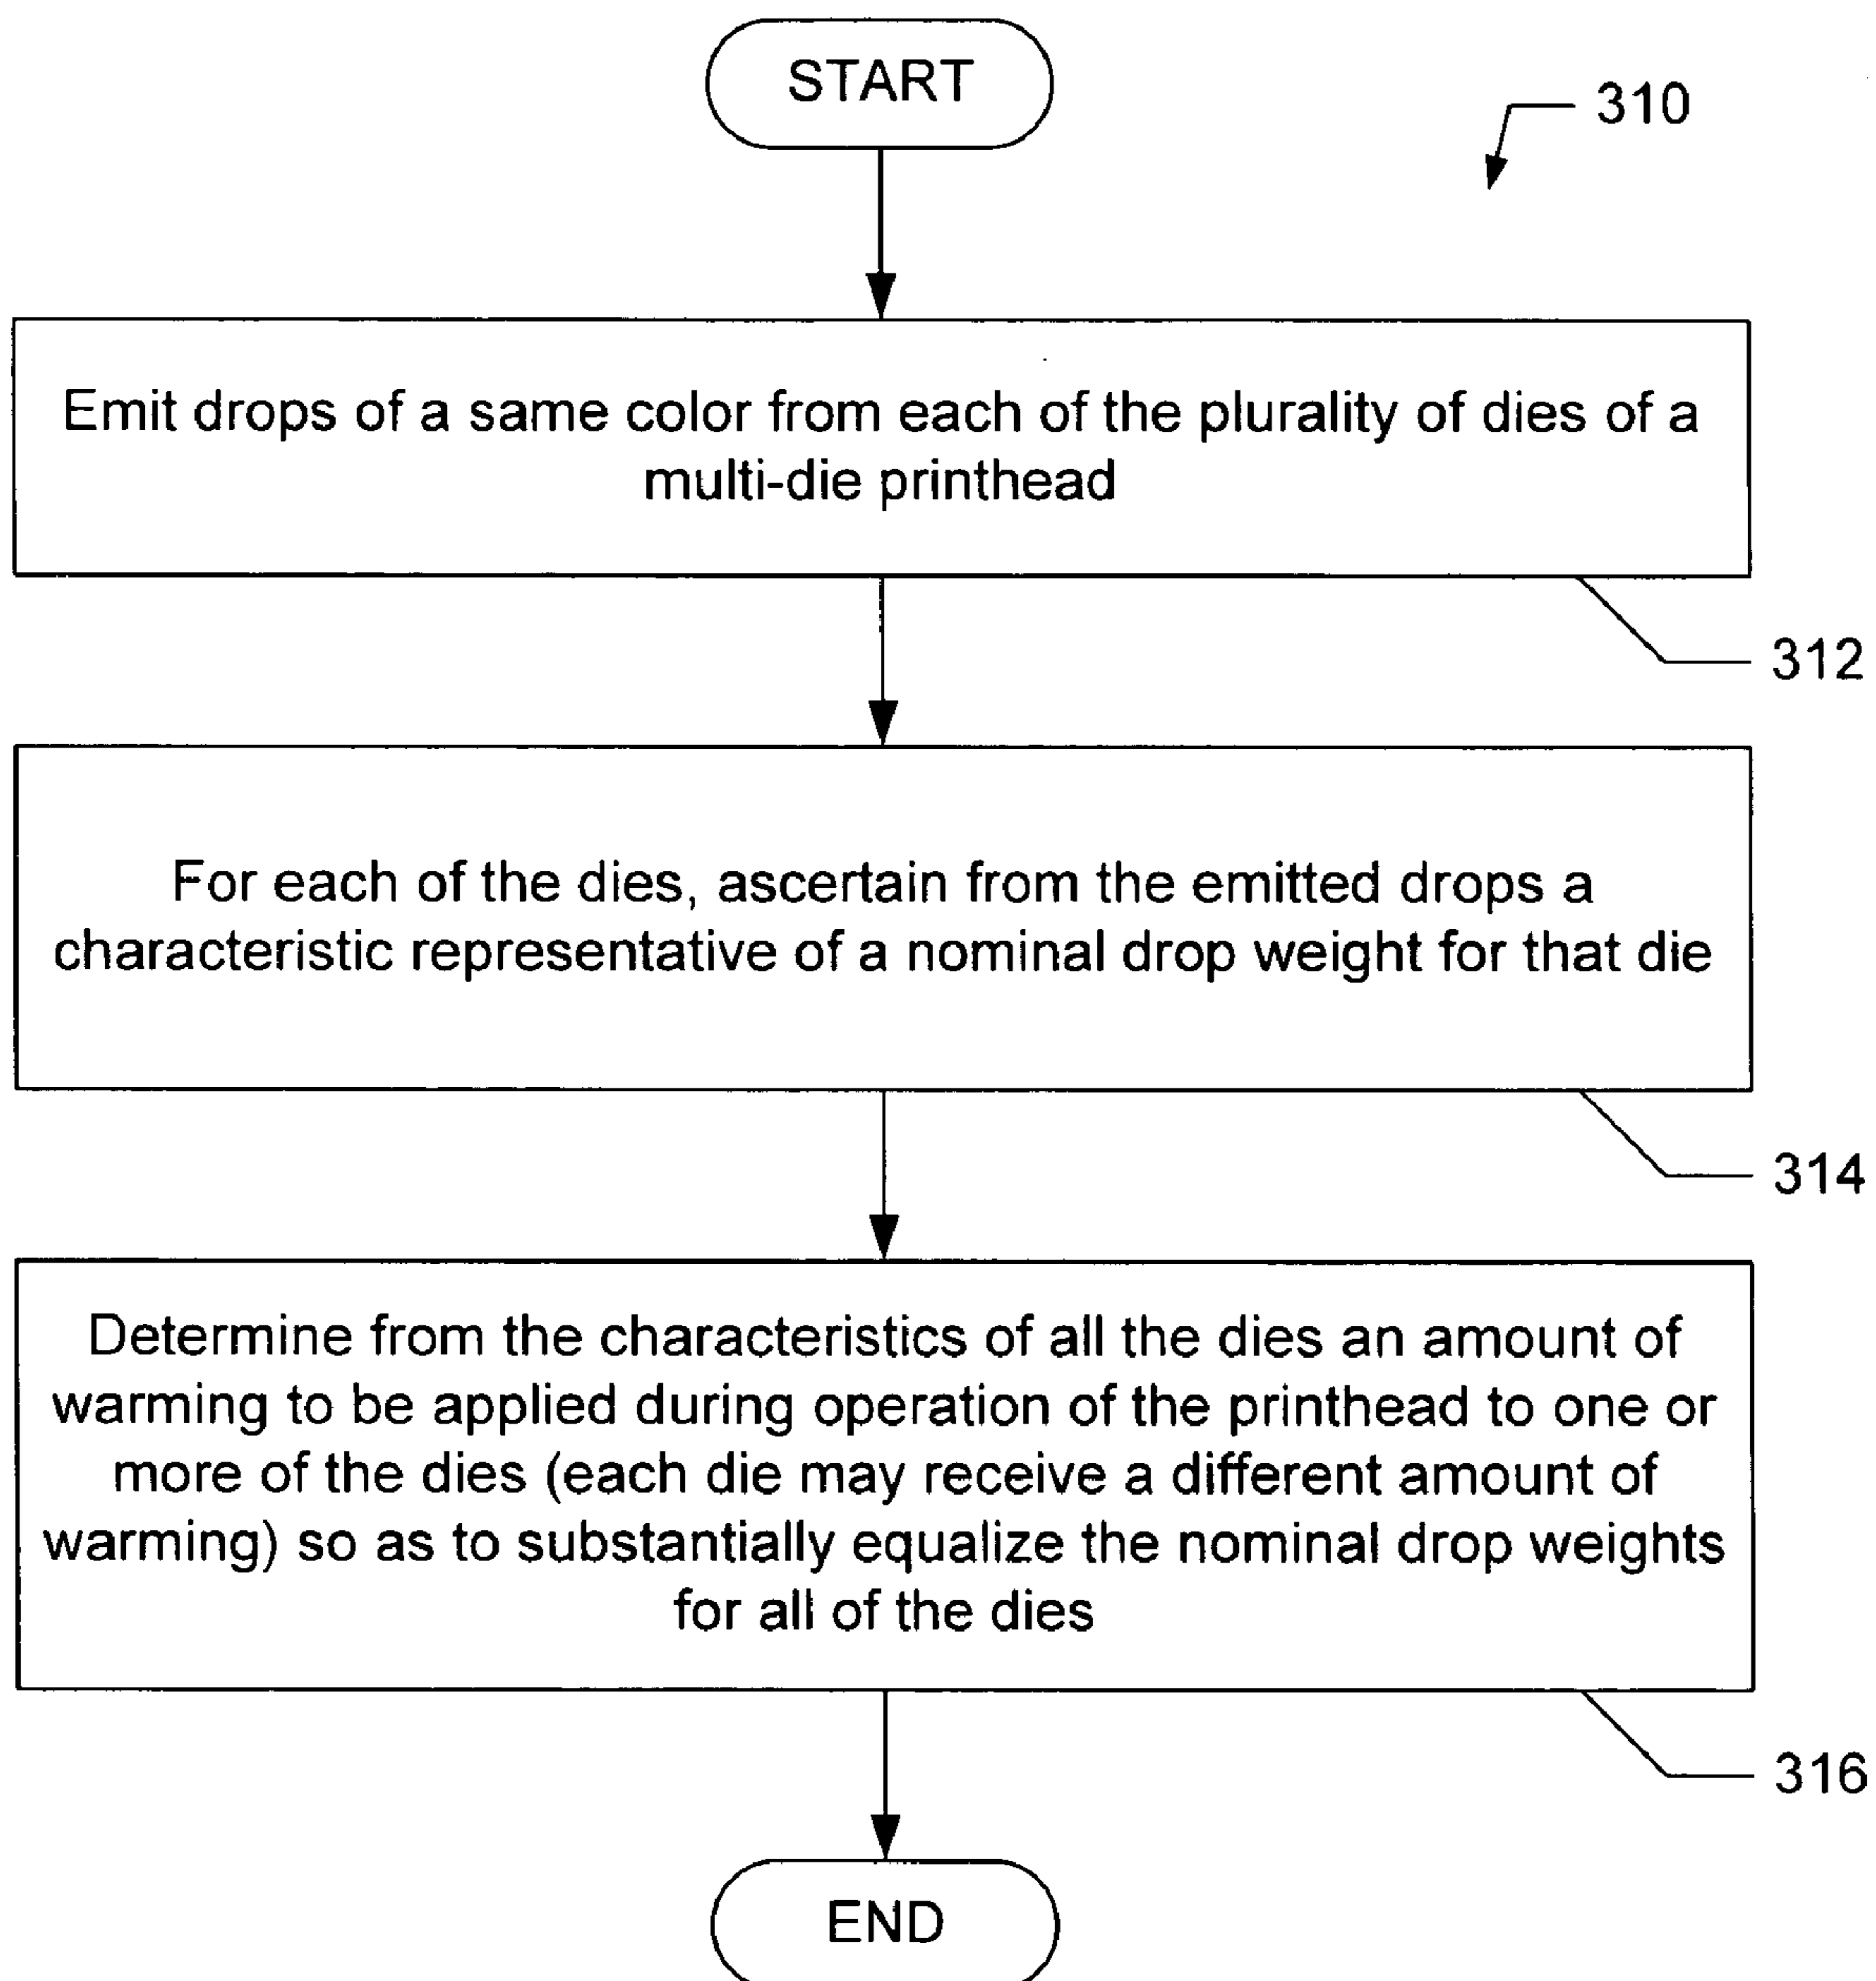 START
310
Emit drops of a same color from each of the plurality of dies of a
multi-die printhead
312
For each of the dies, ascertain from the emitted drops a
characteristic representative of a nominal drop weight for that die
314
Determine from the characteristics of all the dies an amount of
warming to be applied during operation of the printhead to one or
more of the dies (each die may receive a different amount of
warming) so as to substantially equalize the nominal drop weights
for all of the dies
316
END